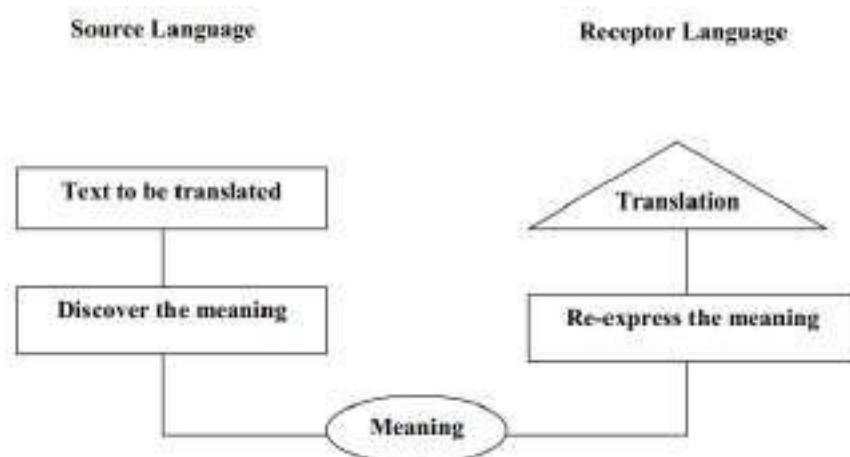 Source Language
Receptor Language
Text to be translated
Translation
Discover the meaning
Re-express the meaning
Meaning